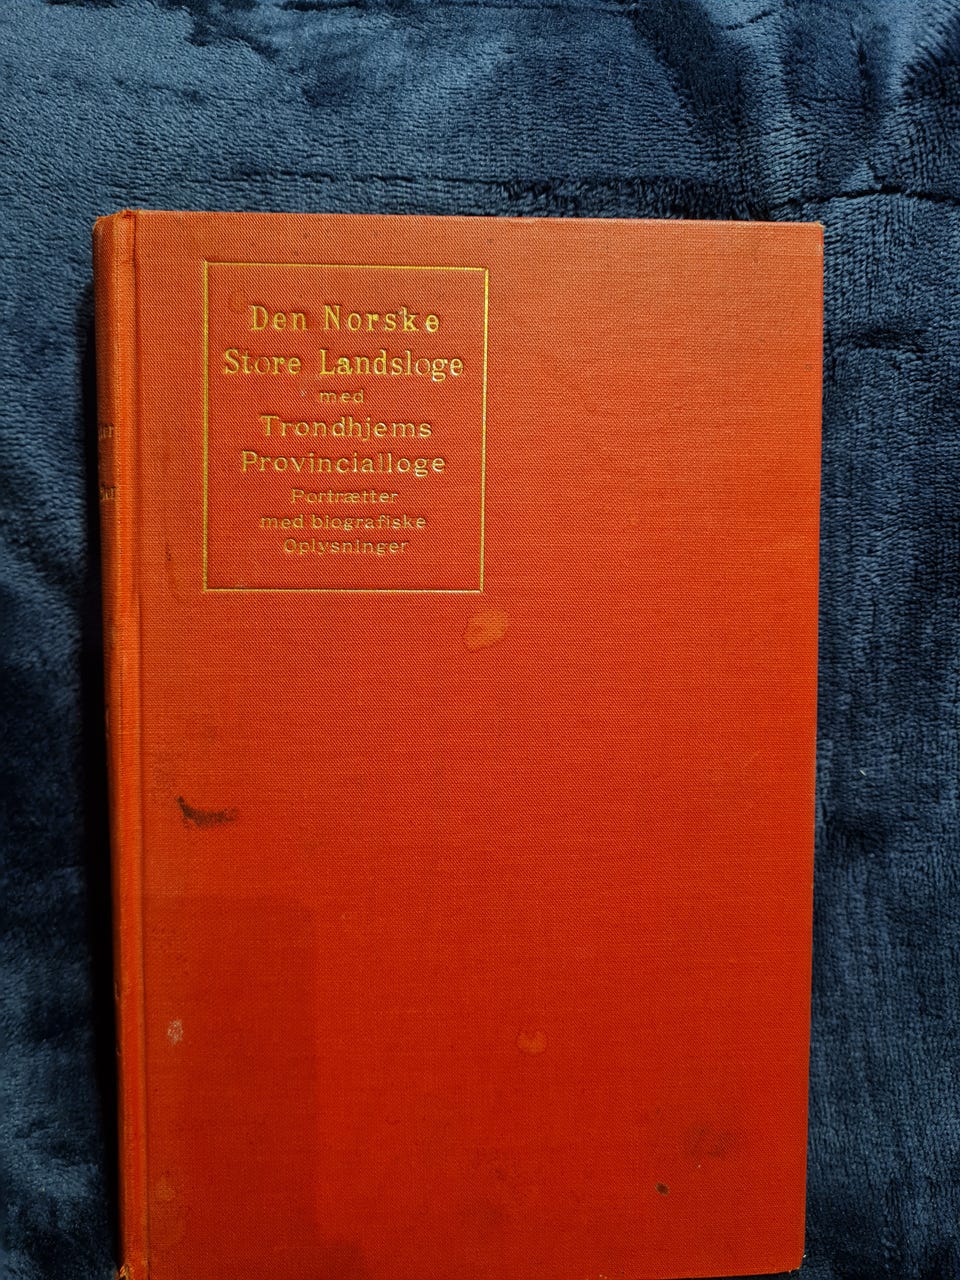 Den Norske
Store Landsloge
med
Trondhjems
Provincialloge
Portrætter
med biografiske
Oplysninger